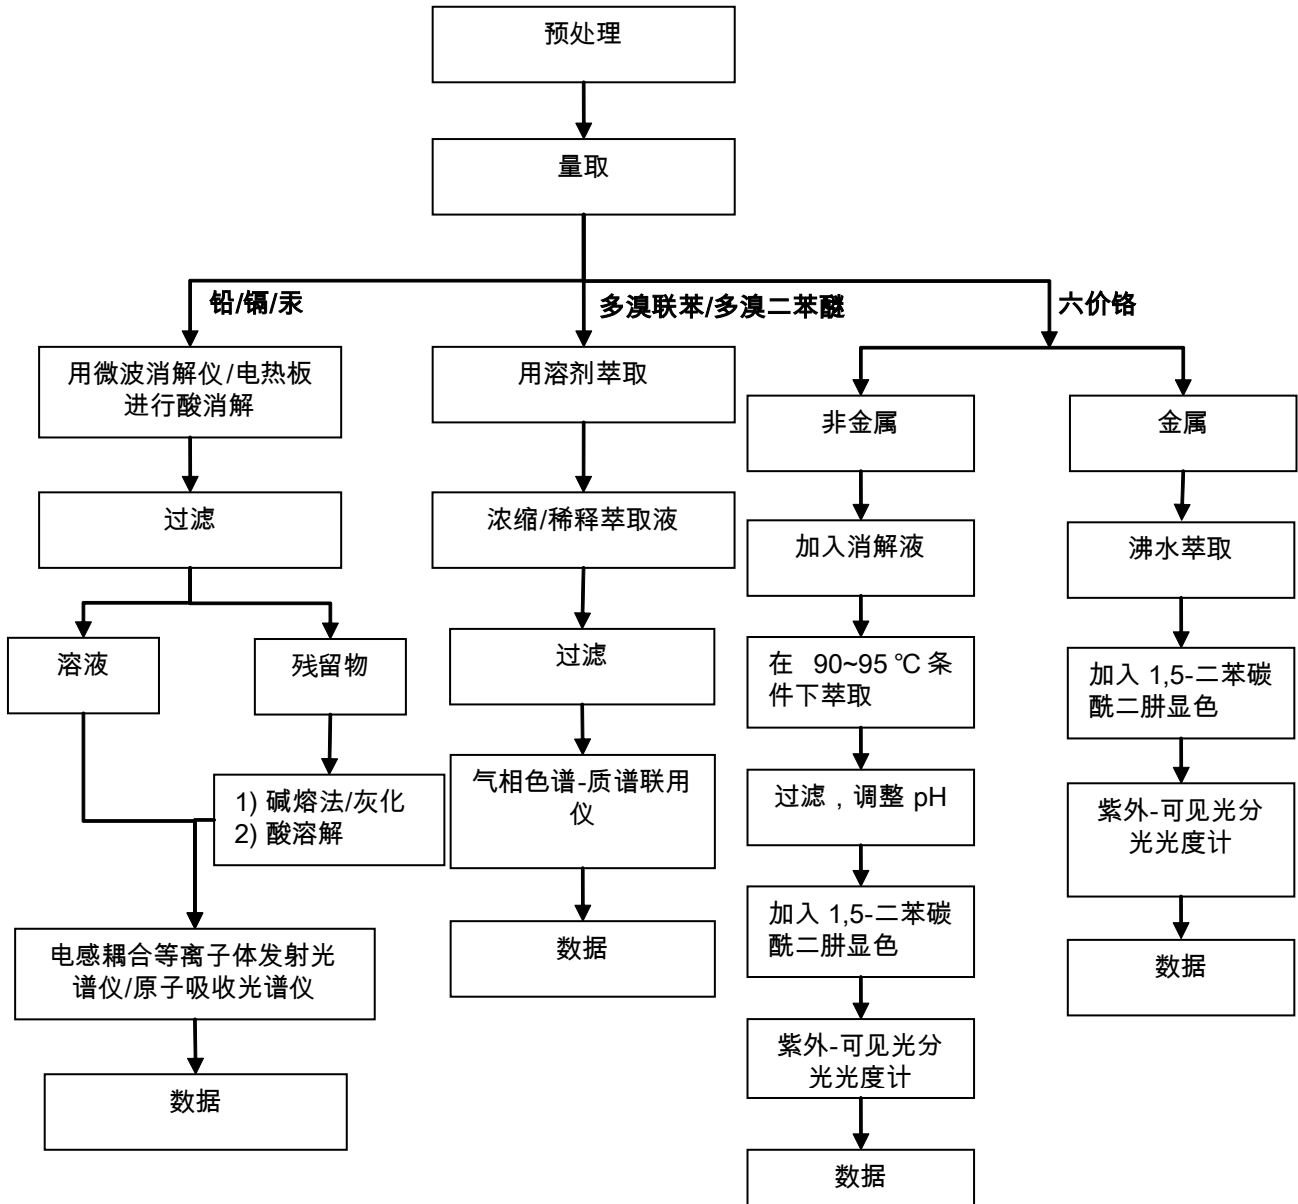 预处理
量取
铅/镉/汞
多溴联苯/多溴二苯醚
六价铬
用微波消解仪/电热板
进行酸消解
过滤
溶液
残留物
1) 碱熔法/灰化
2) 酸溶解
电感耦合等离子体发射光
谱仪/原子吸收光谱仪
数据
用溶剂萃取
浓缩/稀释萃取液
过滤
气相色谱-质谱联用
仪
数据
非金属
加入消解液
在 90~95 ℃ 条
件下萃取
过滤，调整 pH
加入 1,5-二苯碳
酰二肼显色
紫外-可见光分
光光度计
数据
金属
沸水萃取
加入 1,5-二苯碳
酰二肼显色
紫外-可见光分
光光度计
数据